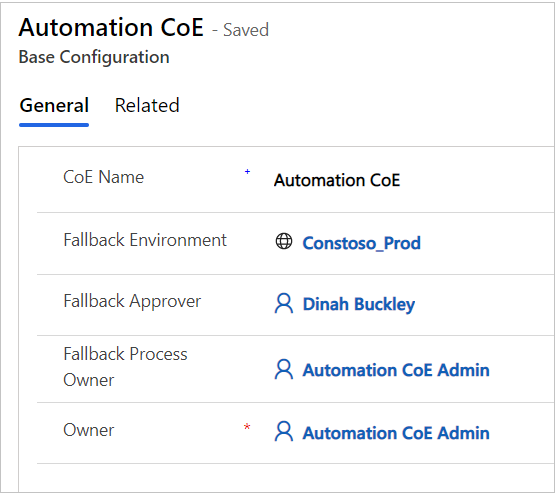 Automation CoE - Saved
Base Configuration
General Related
CoE Name + Automation CoE
Fallback Environment Constoso_Prod
Fallback Approver Dinah Buckley
Fallback Process
Owner Automation CoE Admin
Owner * Automation CoE Admin